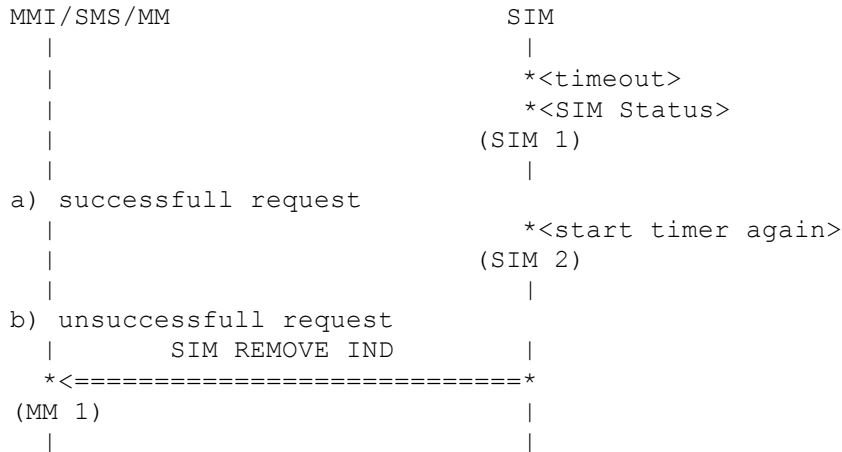 MMI/SMS/MM                     SIM
  |                              |
  |                              *<timeout>
  |                              *<SIM Status>
  |                           (SIM 1)
  |                              |
a) successfull request
  |                              *<start timer again>
  |                           (SIM 2)
  |                              |
b) unsuccessfull request
  |       SIM REMOVE IND         |
  *<============================*
(MM 1)                           |
  |                              |